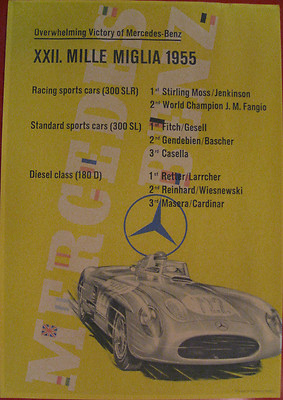 Overwhelming Victory of Mercedes-Benz
XXII. MILLE MIGLIA 1955
Racing sports cars (300 SLR) 1st Stirling Moss/Jenkinson
2nd World Champion J. M. Fangio
Standard sports cars (300 SL) 1st Fitch/Gesell
2nd Gendebien/Bascher
3rd Casella
Diesel class (180 D) 1st Retter/Larrcher
2nd Reinhard/Wiesnewski
3rd Masera/Cardinar
MERCEDES
BENZ